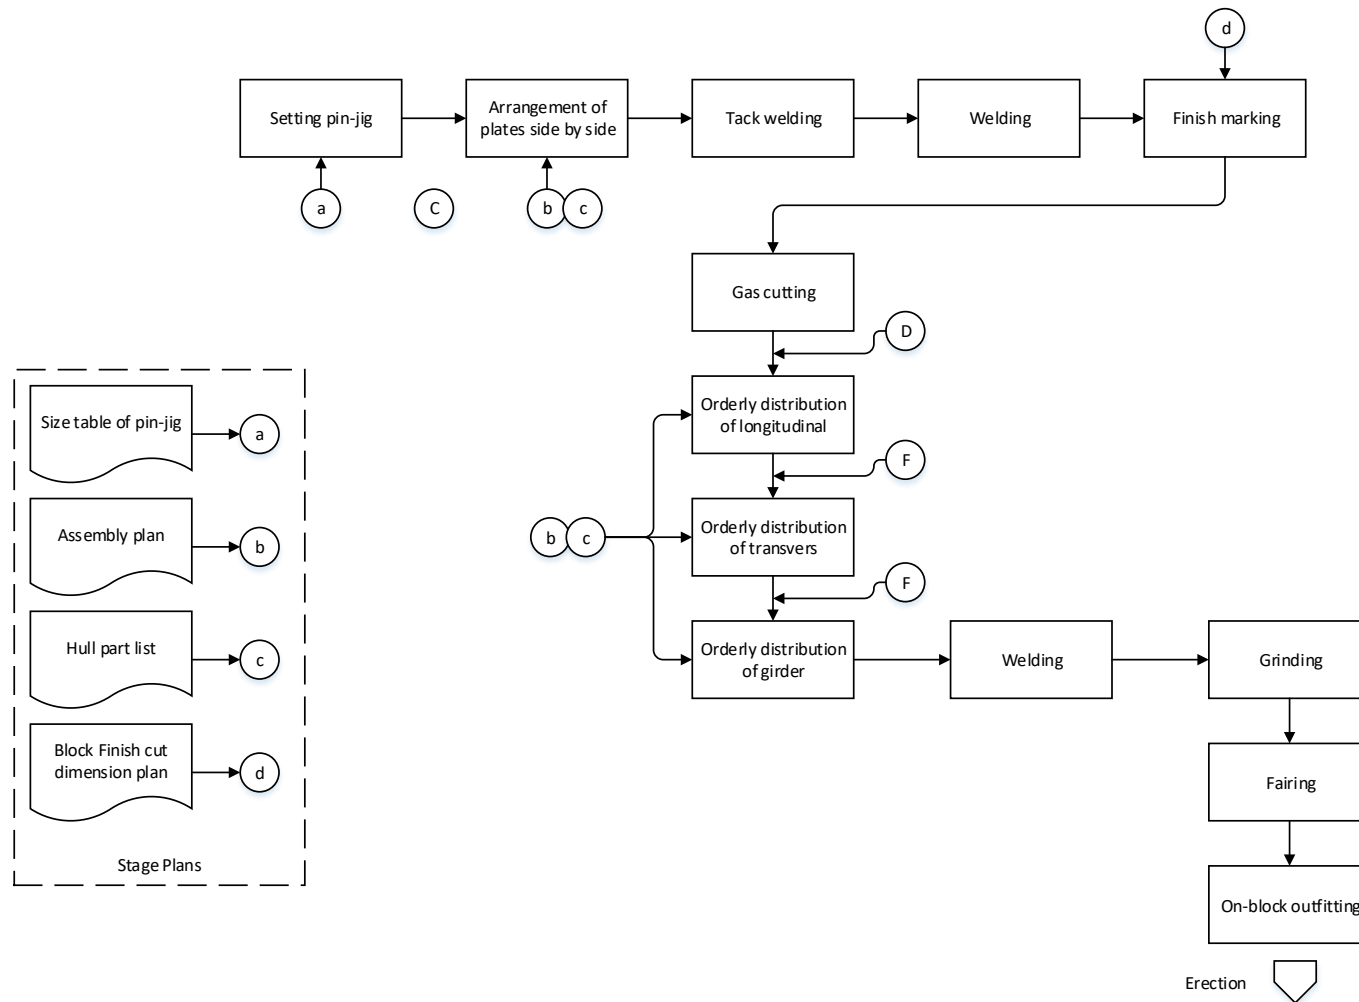 d
Setting pin-jig
Arrangement of
plates side by side
Tack welding
Welding
Finish marking
a
C
b
c
Gas cutting
D
Orderly distribution
of longitudinal
F
b
c
Orderly distribution
of transvers
F
Orderly distribution
of girder
Welding
Grinding
Fairing
On-block outfitting
Erection
Size table of pin-jig
a
Assembly plan
b
Hull part list
c
Block Finish cut
dimension plan
d
Stage Plans